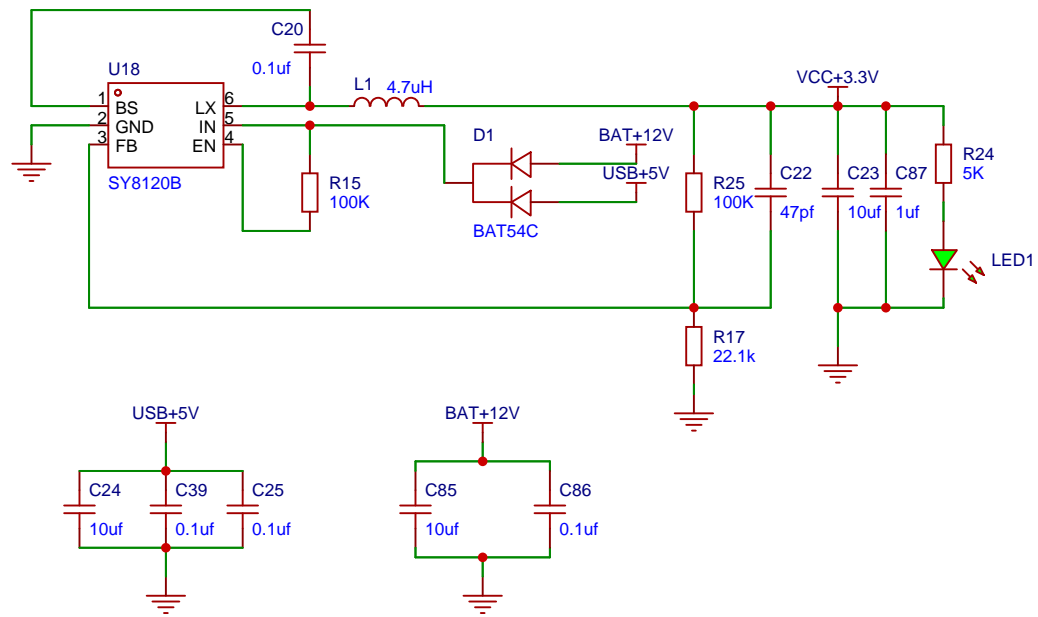 C20
0.1uf
U18
1
BS
2
GND
3
FB
LX
6
IN
5
EN
4
SY8120B
L1
4.7uH
R15
100K
D1
BAT+12V
USB+5V
BAT54C
VCC+3.3V
R25
100K
C22
47pf
C23
10uf
C87
1uf
R24
5K
LED1
R17
22.1k
USB+5V
C24
10uf
C39
0.1uf
C25
0.1uf
BAT+12V
C85
10uf
C86
0.1uf